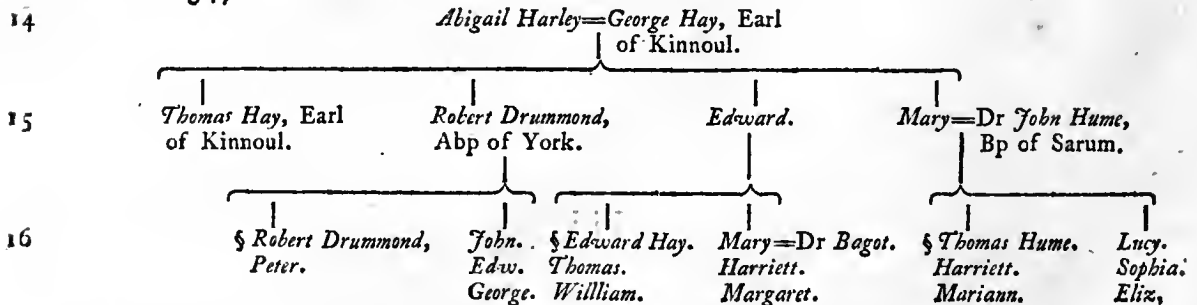 14 Abigail Harley=George Hay, Earl
of Kinnoul.
15 Thomas Hay, Earl Robert Drummond, Edward. Mary=Dr John Hume,
of Kinnoul. Abp of York. Bp of Sarum.
16 § Robert Drummond, John. § Edward Hay. Mary=Dr Bagot. § Thomas Hume. Lucy.
Peter. Edw. Thomas. Harriett. Harriett. Sophia.
George. Willliam. Margaret. Mariann. Eliz,